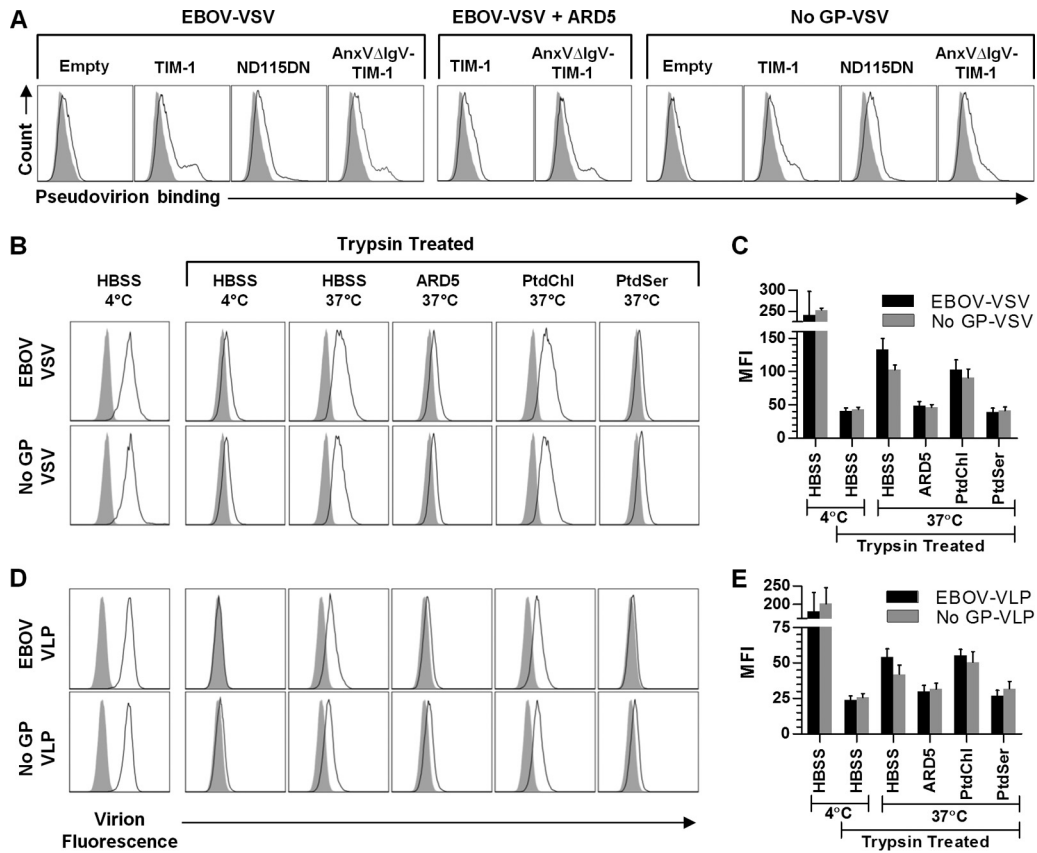 A
EBOV-VSV
EBOV-VSV + ARD5
No GP-VSV
Empty
TIM-1
ND115DN
AnxVΔIgV-
TIM-1
TIM-1
AnxVΔIgV-
TIM-1
Empty
TIM-1
ND115DN
AnxVΔIgV-
TIM-1
Count
Pseudovirion binding
B
Trypsin Treated
HBSS
4°C
HBSS
4°C
HBSS
37°C
ARD5
37°C
PtdChl
37°C
PtdSer
37°C
EBOV
VSV
No GP
VSV
C
300
250
150
100
50
0
MFI
EBOV-VSV
No GP-VSV
HBSS
HBSS
HBSS
ARD5
PtdChl
PtdSer
4°C
37°C
Trypsin Treated
D
EBOV
VLP
No GP
VLP
Virion
Fluorescence
E
250
200
75
50
25
0
MFI
EBOV-VLP
No GP-VLP
HBSS
HBSS
HBSS
ARD5
PtdChl
PtdSer
4°C
37°C
Trypsin Treated